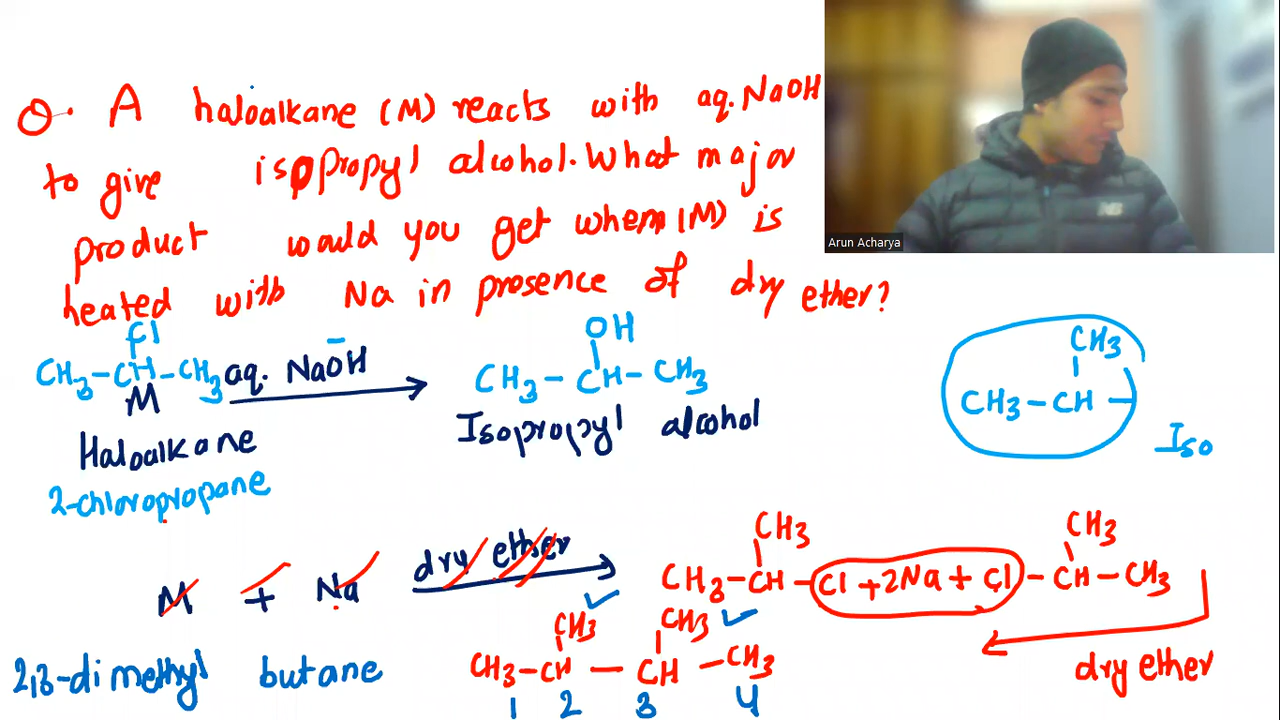 Q. A haloalkane (M) reacts with aq. NaOH
to give isopropyl alcohol. What major
product would you get when (M) is
heated with Na in presence of dry ether?
Arun Acharya
Cl
CH3-CH-CH3
M
aq. NaOH
Haloalkane
2-chloropropane
OH
CH3-CH-CH3
Isopropyl alcohol
CH3
CH3-CH-
Iso
M + Na dry ether
CH3 CH3
CH3-CH-Cl+2Na+Cl-CH-CH3
dry ether
CH3 CH3
CH3-CH-CH-CH3
1 2 3 4
2,3-dimethyl butane